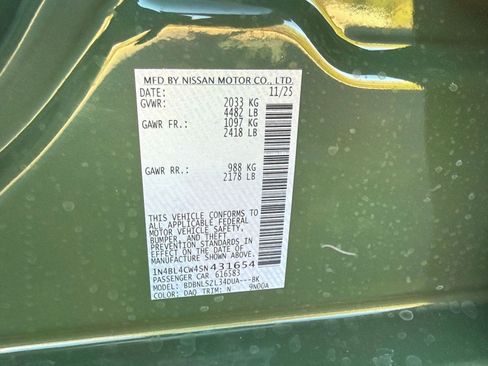 MFD BY NISSAN MOTOR CO., LTD.
DATE: 11/25
GVWR: 2033 KG
4482 LB
GAWR FR.: 1097 KG
2418 LB
GAWR RR.: 988 KG
2178 LB
THIS VEHICLE CONFORMS TO
ALL APPLICABLE FEDERAL
MOTOR VEHICLE SAFETY,
BUMPER, AND THEFT
PREVENTION STANDARDS IN
EFFECT ON THE DATE OF
MANUFACTURE SHOWN ABOVE.
1N4BL4CW4SN431654
PASSENGER CAR 616583
MODEL: BDBNLSZL34DUA---BK
COLOR: DAQ TRIM: N 9N00A